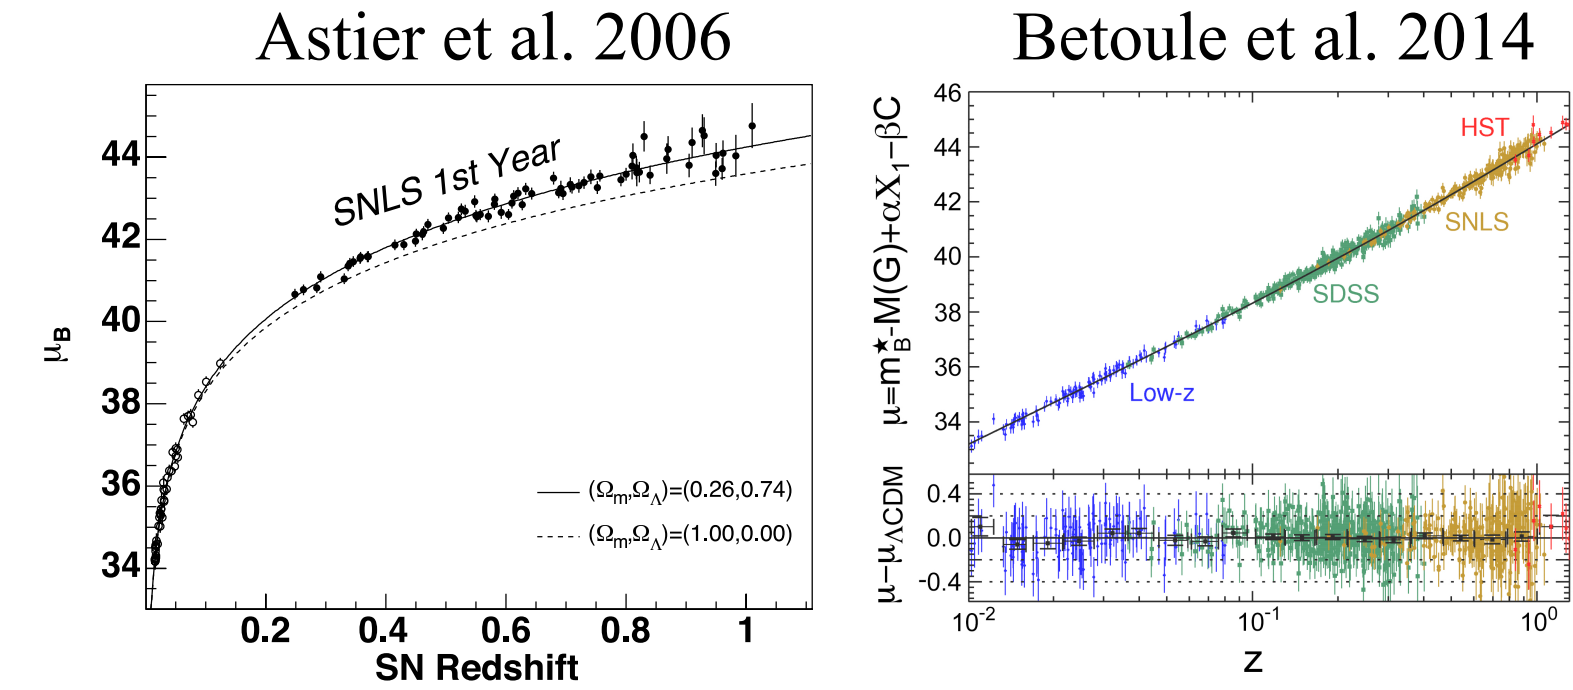 Astier et al. 2006
44
42
40
38
36
34
μB
SNLS 1st Year
(Ωm,ΩΛ)=(0.26,0.74)
(Ωm,ΩΛ)=(1.00,0.00)
0.2 0.4 0.6 0.8 1
SN Redshift
Betoule et al. 2014
46
44
42
40
38
36
34
μ=m★B-M(G)+αX1−βC
HST
SNLS
SDSS
Low-z
0.4
0.0
-0.4
μ−μΛCDM
10-2 10-1 100
z